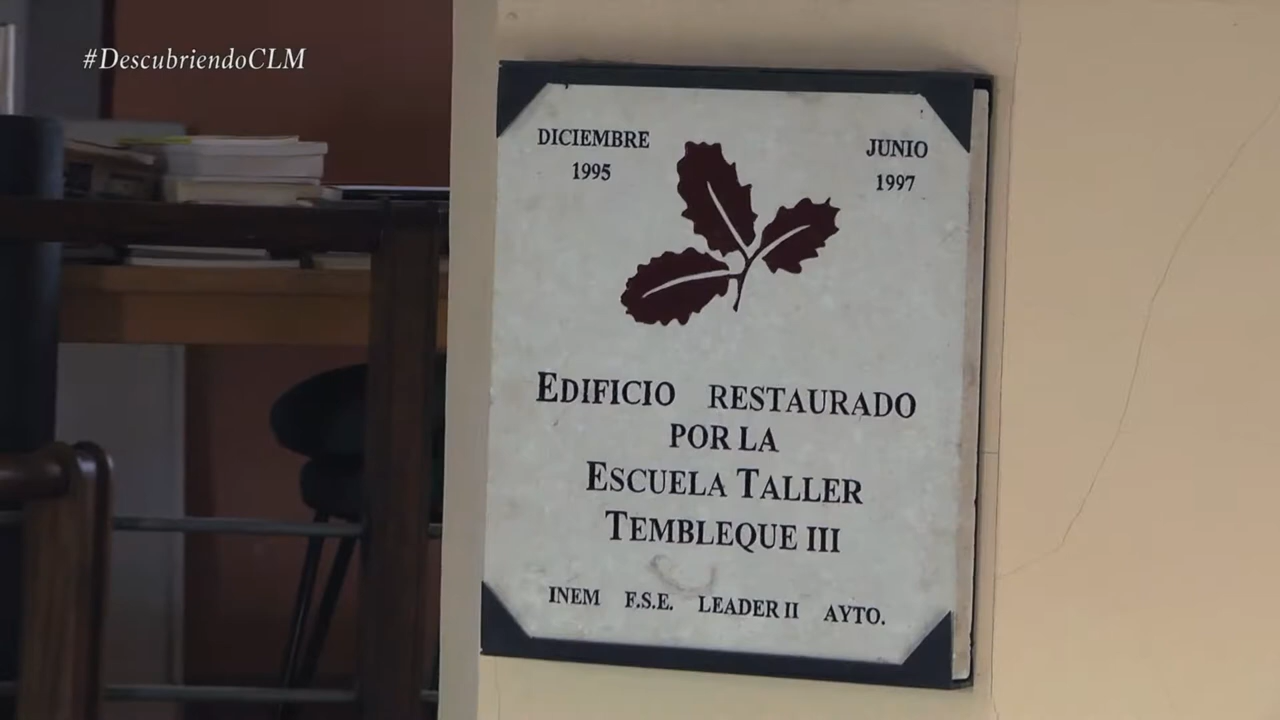 #DescubriendoCLM
DICIEMBRE JUNIO
1995 1997
EDIFICIO RESTAURADO
POR LA
ESCUELA TALLER
TEMBLEQUE III
INEM F.S.E. LEADER II AYTO.